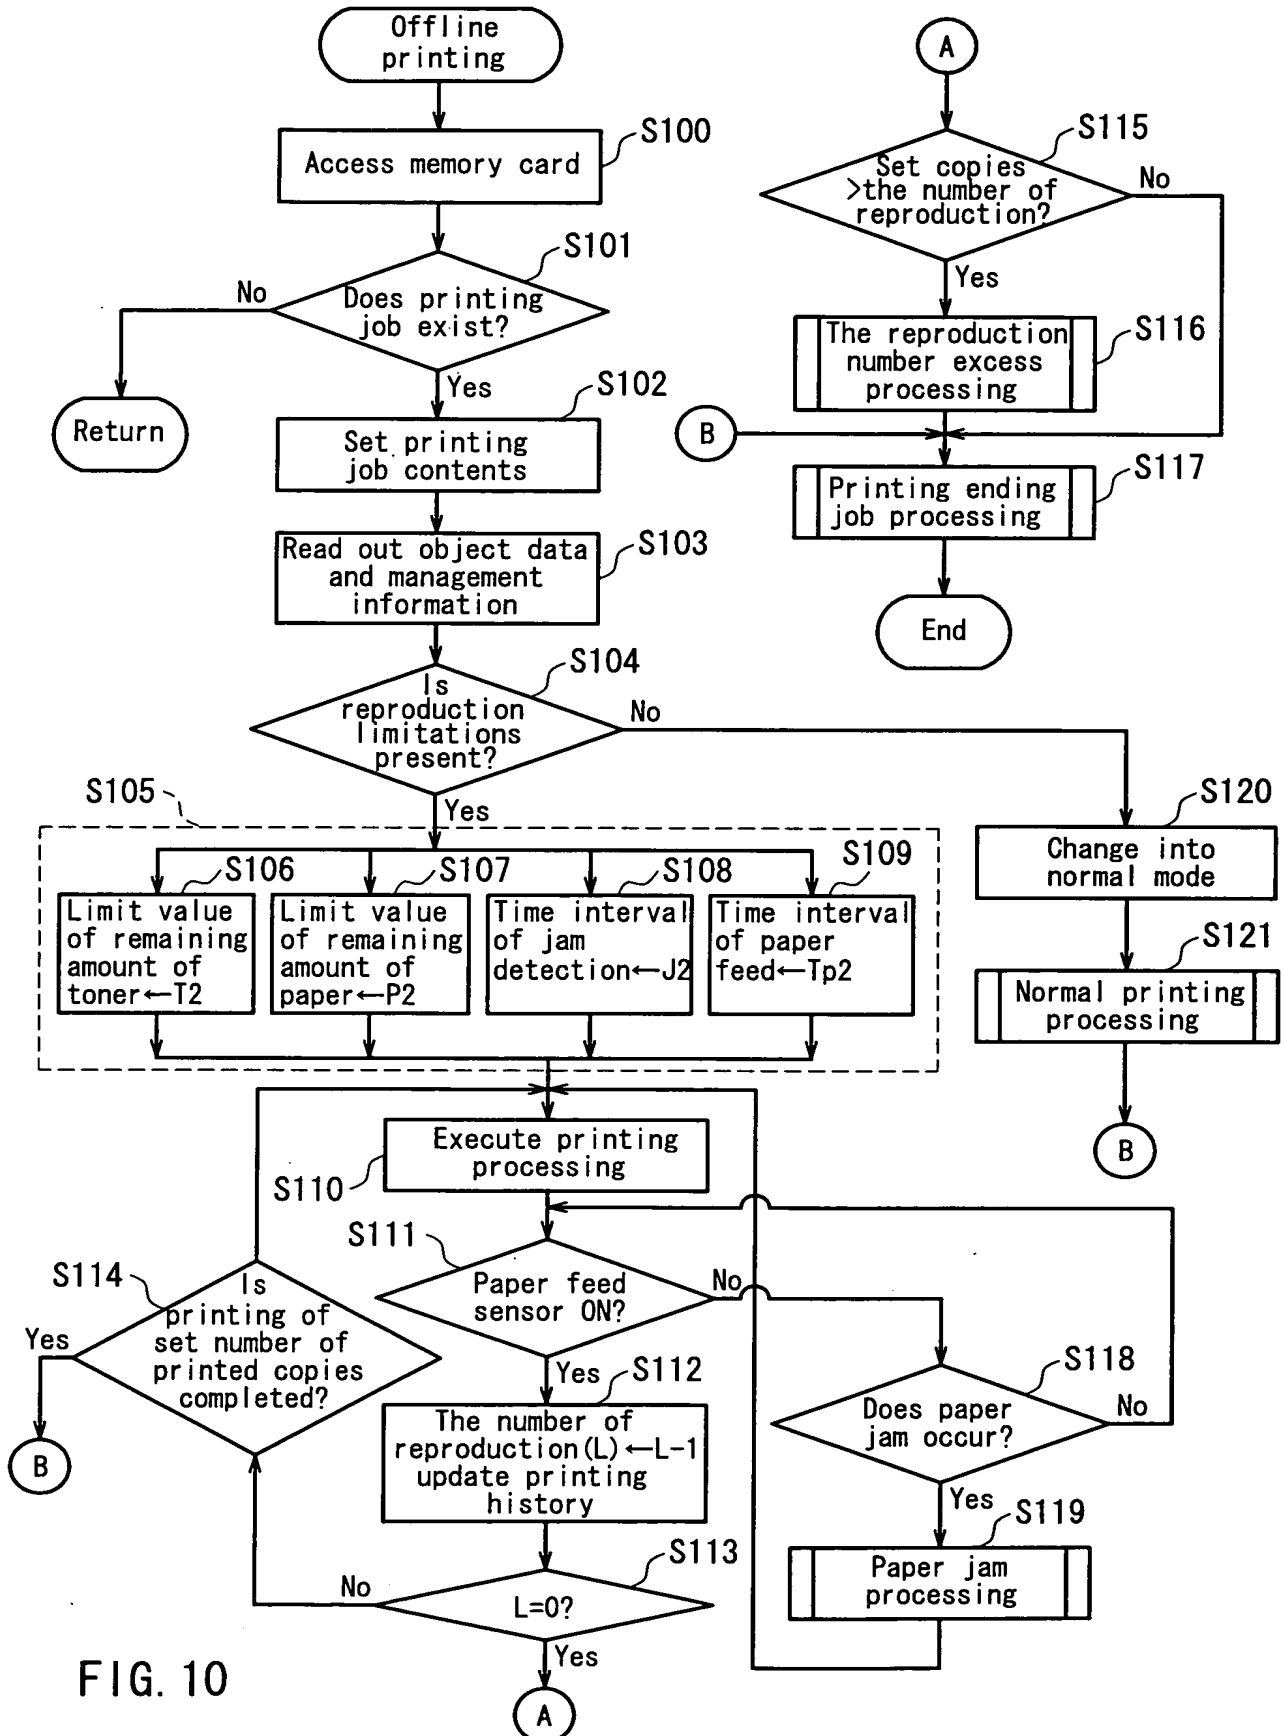 Offline
printing
S100
Access memory card
S101
Does printing
job exist?
No
Yes
Return
S102
Set printing
job contents
S103
Read out object data
and management
information
S104
Is
reproduction
limitations
present?
No
Yes
S105
S106
Limit value
of remaining
amount of
toner←T2
S107
Limit value
of remaining
amount of
paper←P2
S108
Time interval
of jam
detection←J2
S109
Time interval
of paper
feed←Tp2
S110
Execute printing
processing
S111
Paper feed
sensor ON?
No
Yes
S112
The number of
reproduction(L)←L-1
update printing
history
S113
L=0?
No
Yes
A
S114
Is
printing of
set number of
printed copies
completed?
Yes
B
A
S115
Set copies
>the number of
reproduction?
No
Yes
S116
The reproduction
number excess
processing
B
S117
Printing ending
job processing
End
S118
Does paper
jam occur?
No
Yes
S119
Paper jam
processing
S120
Change into
normal mode
S121
Normal printing
processing
B
FIG. 10